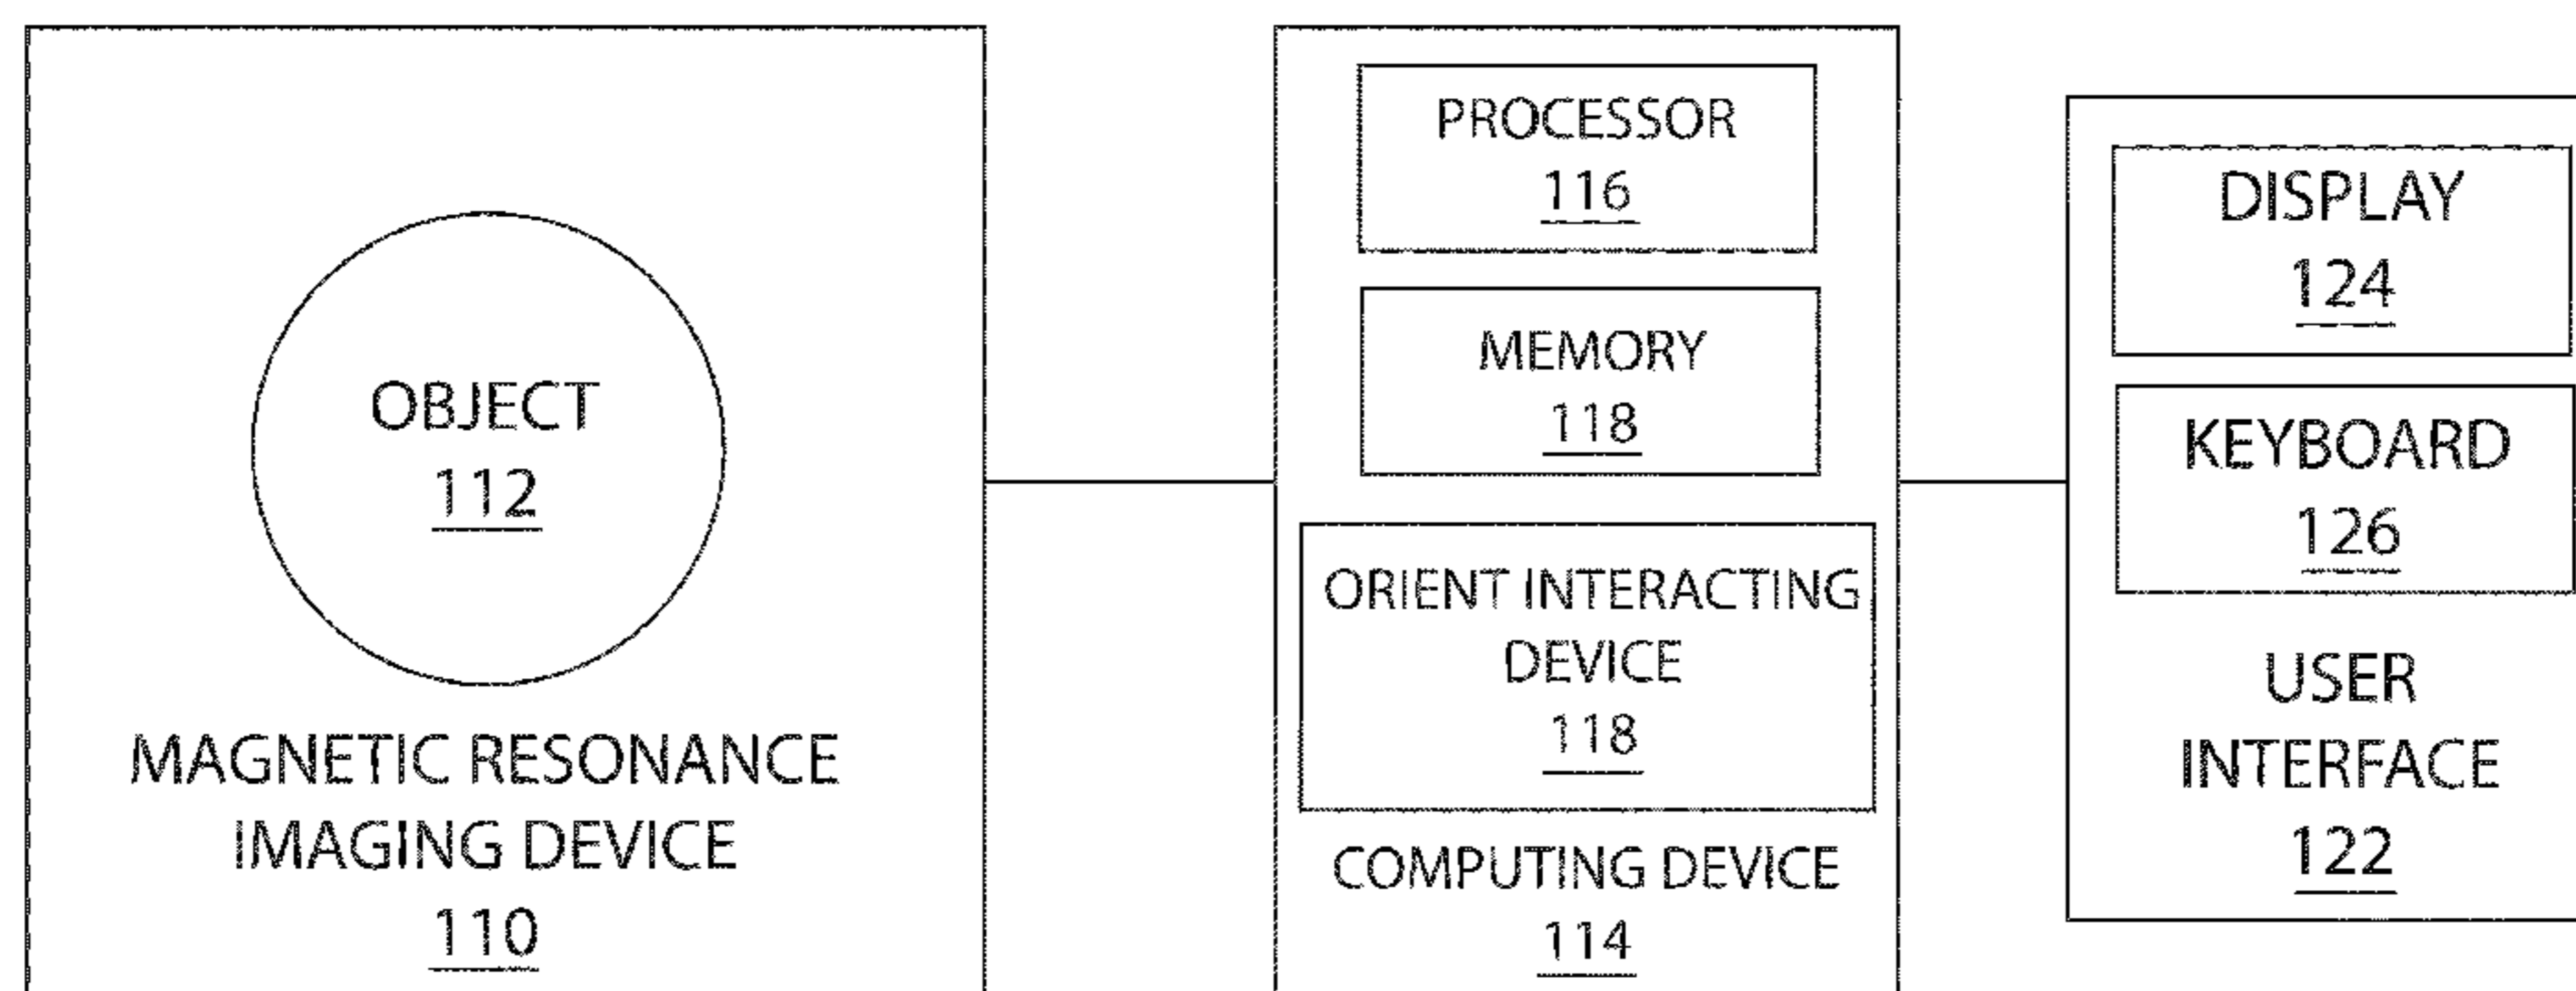 OBJECT
112
MAGNETIC RESONANCE
IMAGING DEVICE
110
PROCESSOR
116
MEMORY
118
ORIENT INTERACTING
DEVICE
118
COMPUTING DEVICE
114
DISPLAY
124
KEYBOARD
126
USER
INTERFACE
122